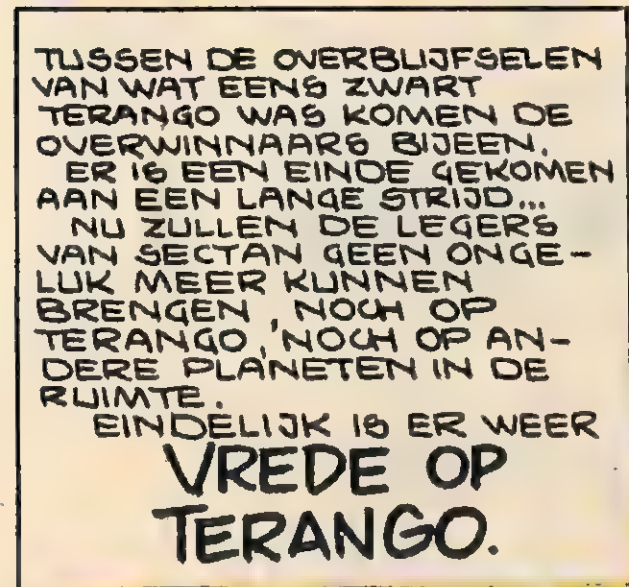 TUSSEN DE OVERBLIJFSELEN
VAN WAT EENS ZWART
TERANGO WAS KOMEN DE
OVERWINNAARS BIJEEN.
ER IS EEN EINDE GEKOMEN
AAN EEN LANGE STRIJD...
NU ZULLEN DE LEGERS
VAN SECTAN GEEN ONGE-
LUK MEER KUNNEN
BRENGEN, NOCH OP
TERANGO, NOCH OP AN-
DERE PLANETEN IN DE
RUIMTE.
EINDELIJK IS ER WEER
VREDE OP
TERANGO.